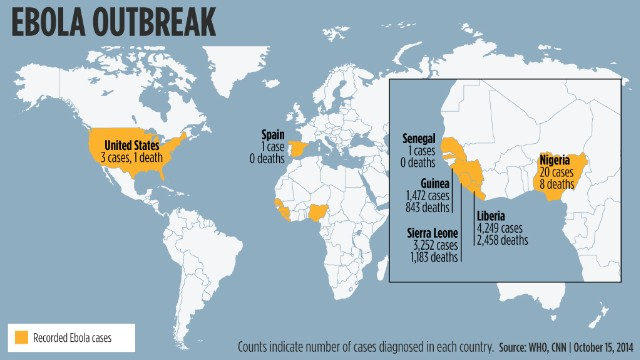 EBOLA OUTBREAK
United States
3 cases, 1 death
Spain
1 case
0 deaths
Senegal
1 cases
0 deaths
Guinea
1,472 cases
843 deaths
Sierra Leone
3,252 cases
1,183 deaths
Liberia
4,249 cases
2,458 deaths
Nigeria
20 cases
8 deaths
Recorded Ebola cases
Counts indicate number of cases diagnosed in each country. Source: WHO, CNN | October 15, 2014